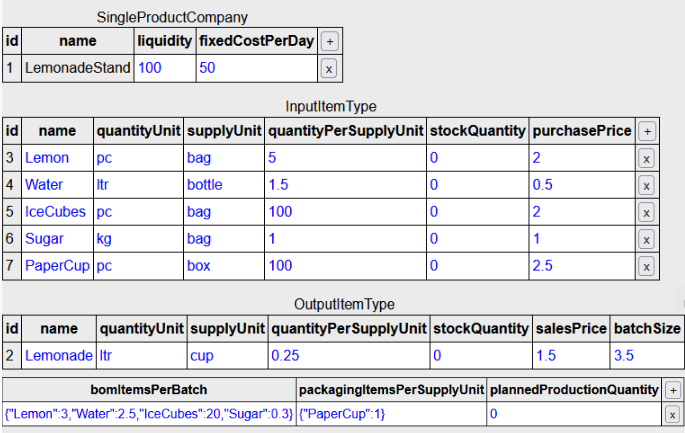 SingleProductCompany
id name liquidity fixedCostPerDay +
1 LemonadeStand 100 50 x
InputItemType
id name quantityUnit supplyUnit quantityPerSupplyUnit stockQuantity purchasePrice +
3 Lemon pc bag 5 0 2 x
4 Water ltr bottle 1.5 0 0.5 x
5 IceCubes pc bag 100 0 2 x
6 Sugar kg bag 1 0 1 x
7 PaperCup pc box 100 0 2.5 x
OutputItemType
id name quantityUnit supplyUnit quantityPerSupplyUnit stockQuantity salesPrice batchSize
2 Lemonade ltr cup 0.25 0 1.5 3.5
bomItemsPerBatch packagingItemsPerSupplyUnit plannedProductionQuantity +
{"Lemon":3,"Water":2.5,"IceCubes":20,"Sugar":0.3} {"PaperCup":1} 0 x